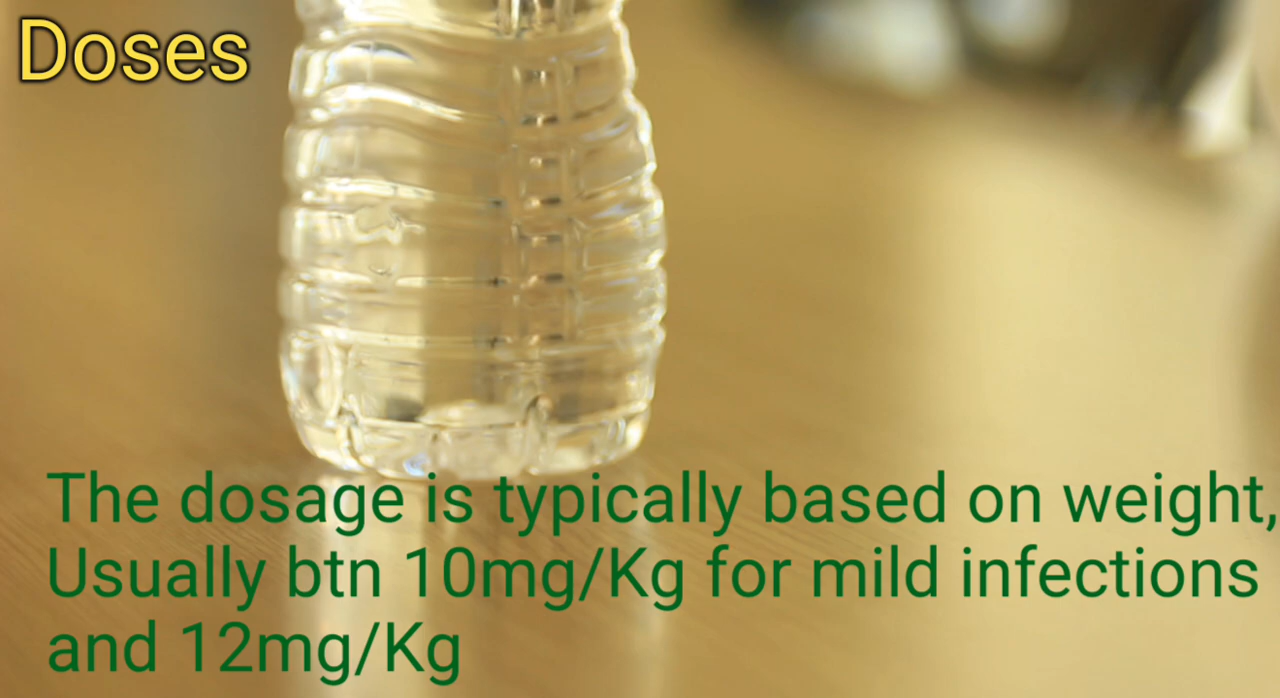 Doses
The dosage is typically based on weight,
Usually btn 10mg/Kg for mild infections
and 12mg/Kg